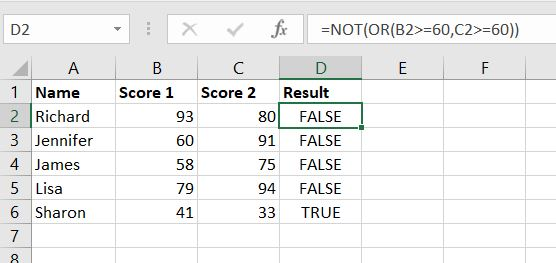 D2 fx =NOT(OR(B2>=60,C2>=60))
A B C D E F
1 Name Score 1 Score 2 Result
2 Richard 93 80 FALSE
3 Jennifer 60 91 FALSE
4 James 58 75 FALSE
5 Lisa 79 94 FALSE
6 Sharon 41 33 TRUE
7
8